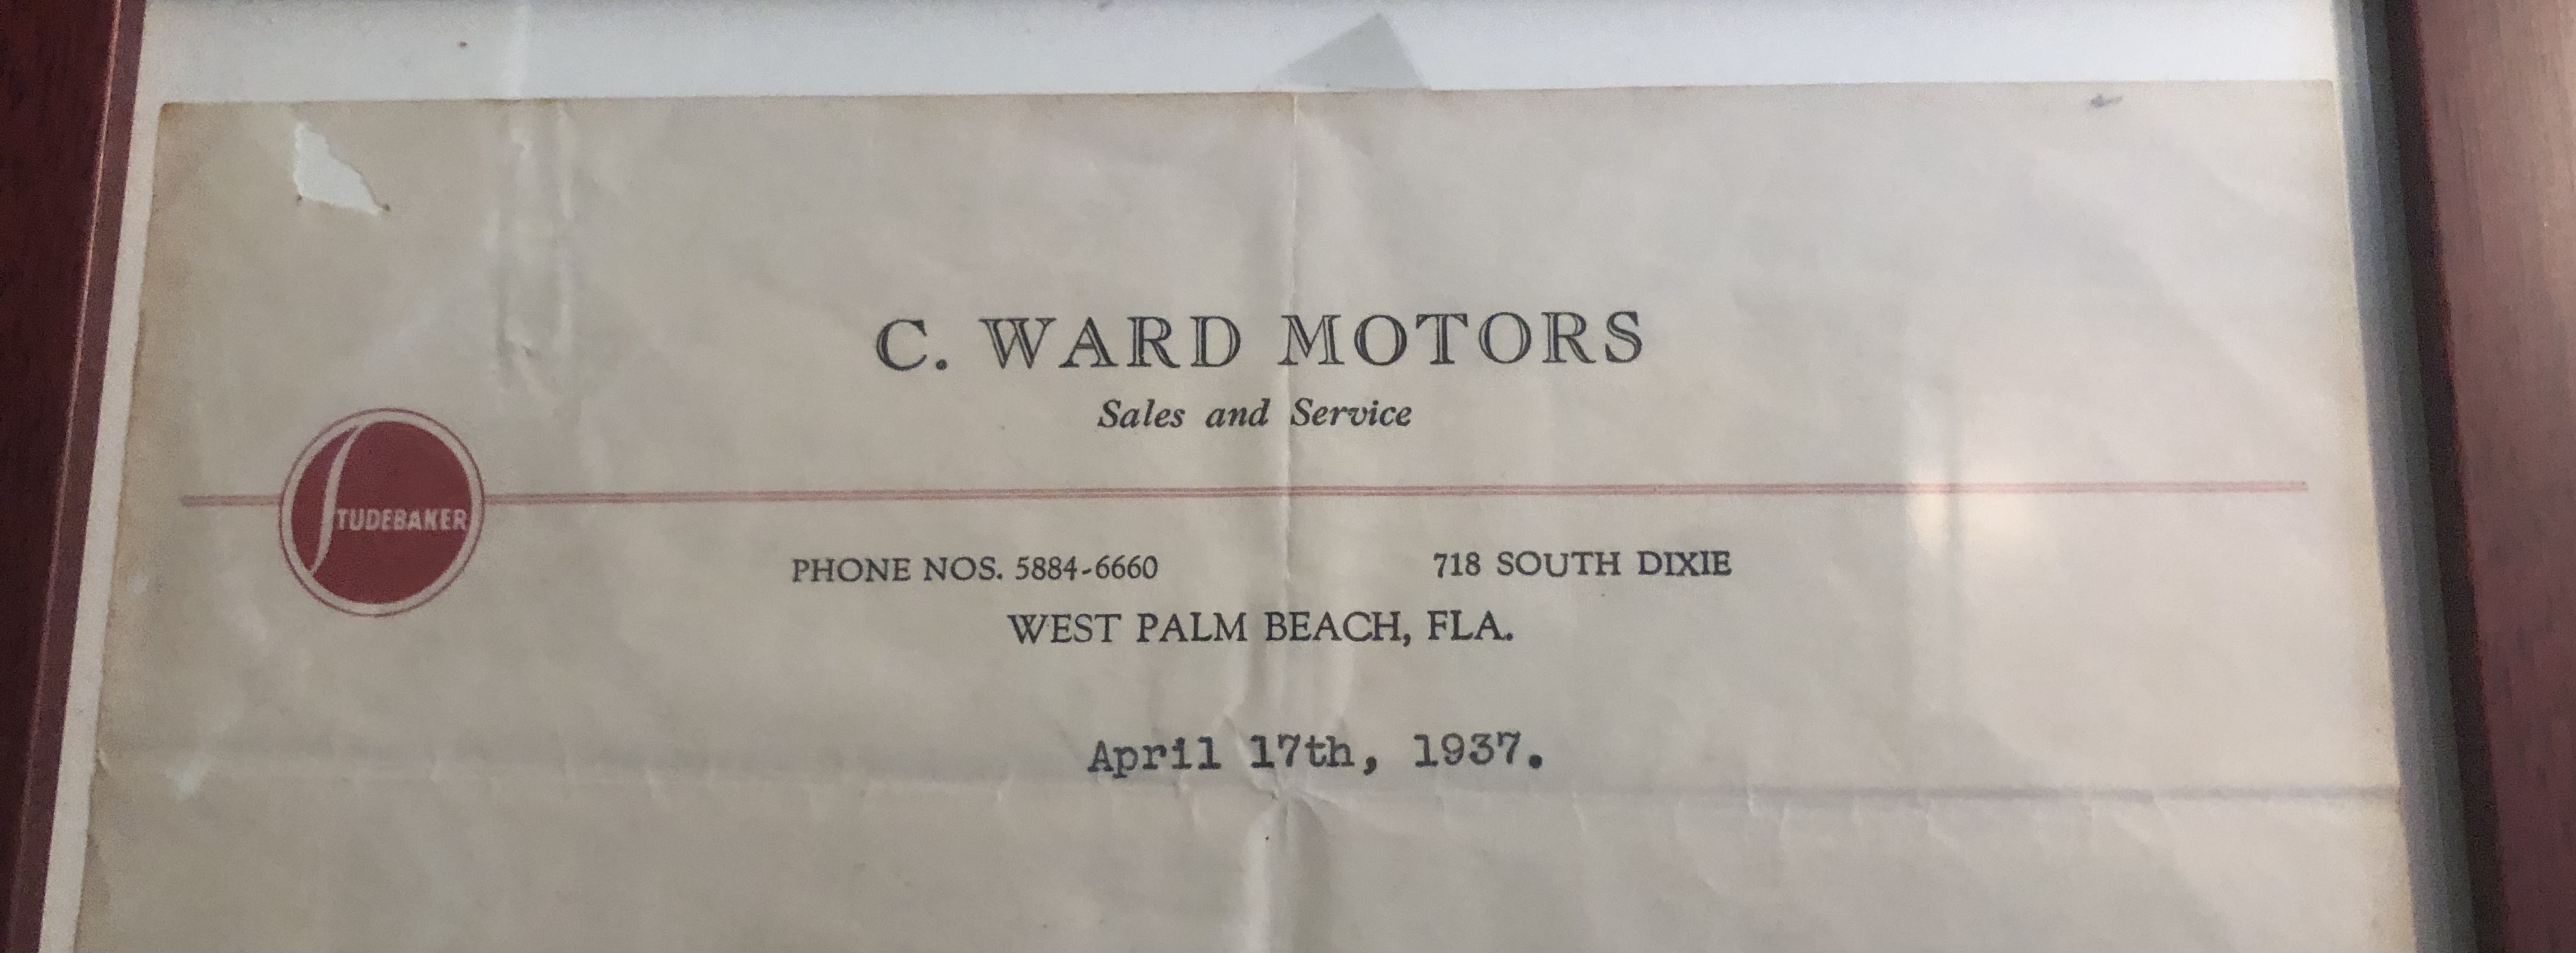 C. WARD MOTORS
Sales and Service
STUDEBAKER
PHONE NOS. 5884-6660 718 SOUTH DIXIE
WEST PALM BEACH, FLA.
April 17th, 1937.